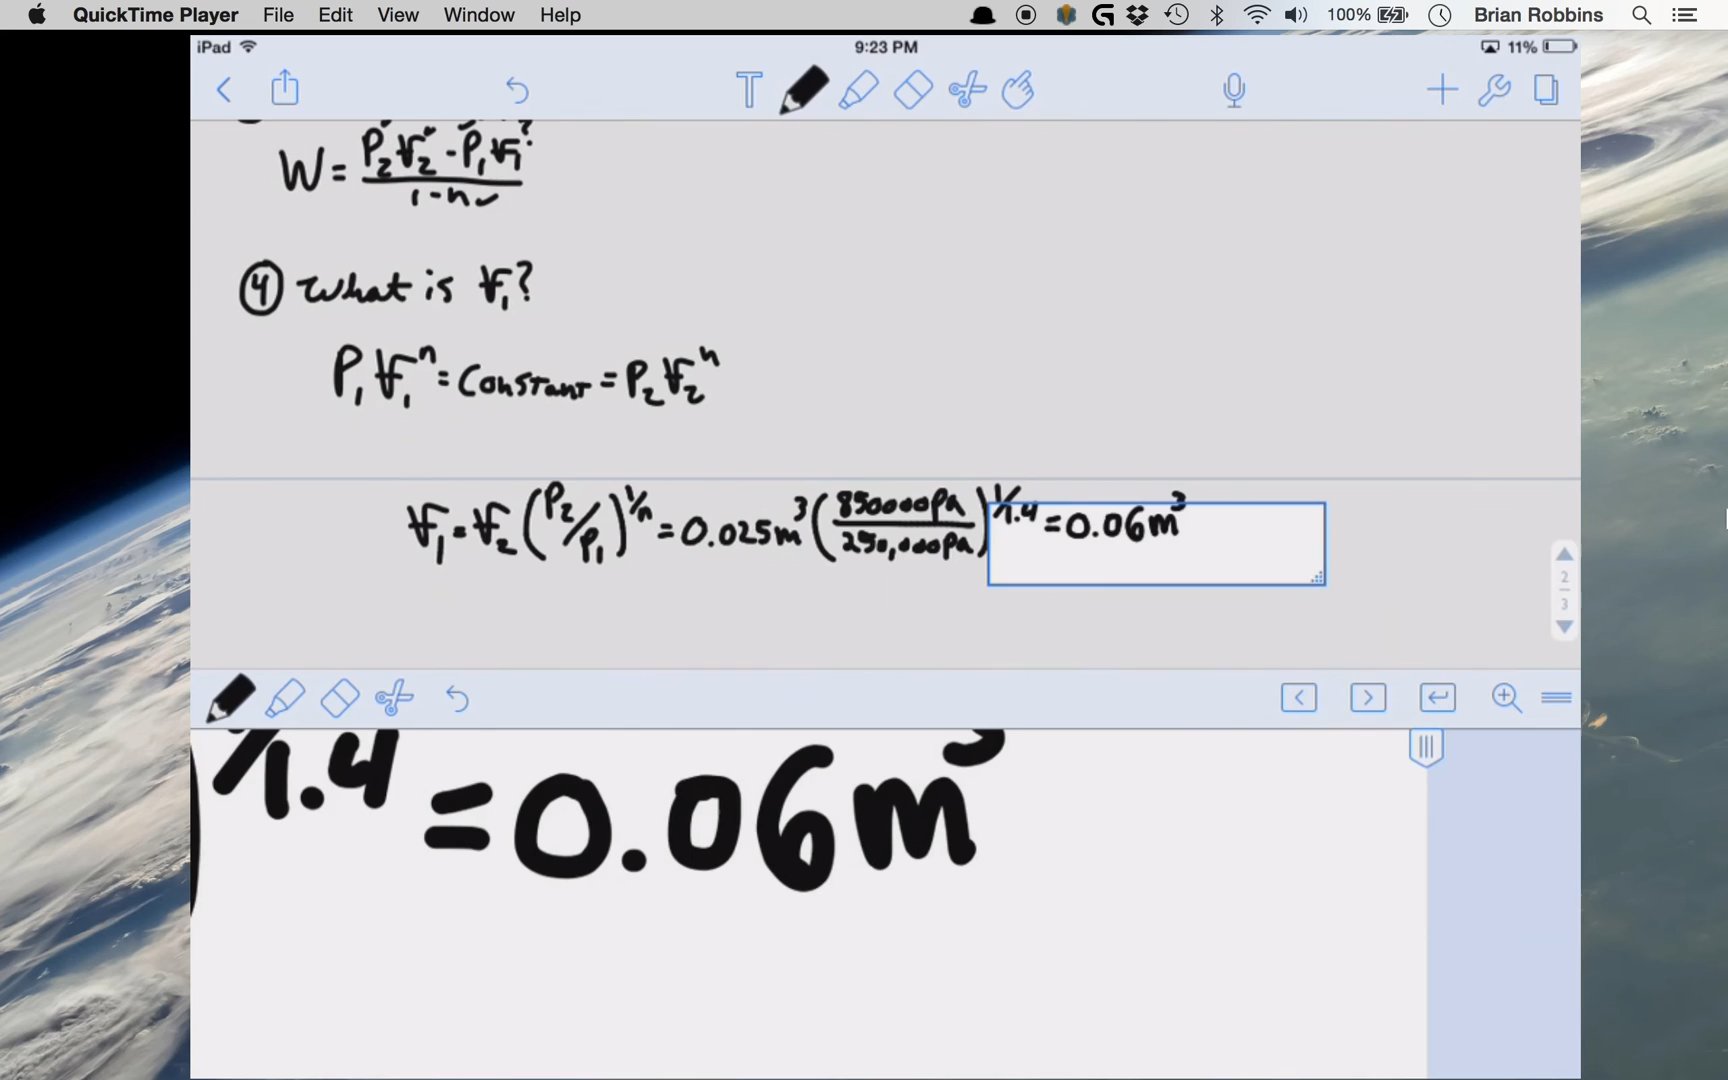 QuickTime Player File Edit View Window Help 100% Brian Robbins
iPad 9:23 PM 11%
T
W = P₂V₂ - P₁V₁?
1-n
④ What is V₁?
P₁V₁ⁿ = Constant = P₂V₂ⁿ
V₁ = V₂ (P₂/P₁)^1/n = 0.025m³ (850000Pa / 250,000Pa)^1/1.4 = 0.06m³
2
3
1.4 = 0.06m³